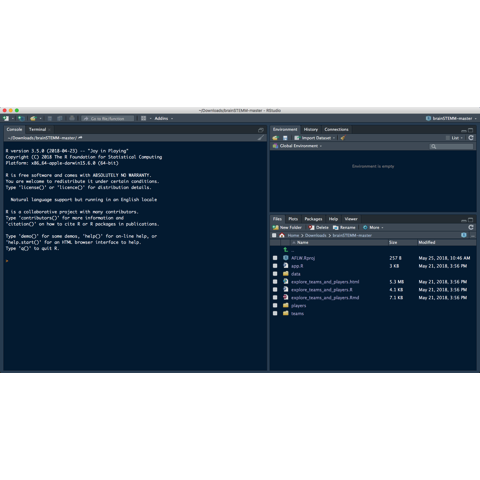 ~/Downloads/brainSTEMM-master - RStudio
Go to file/function
Addins
brainSTEMM-master
Console
Terminal
~/Downloads/brainSTEMM-master/
R version 3.5.0 (2018-04-23) -- "Joy in Playing"
Copyright (C) 2018 The R Foundation for Statistical Computing
Platform: x86_64-apple-darwin15.6.0 (64-bit)
R is free software and comes with ABSOLUTELY NO WARRANTY.
You are welcome to redistribute it under certain conditions.
Type 'license()' or 'licence()' for distribution details.
Natural language support but running in an English locale
R is a collaborative project with many contributors.
Type 'contributors()' for more information and
'citation()' on how to cite R or R packages in publications.
Type 'demo()' for some demos, 'help()' for on-line help, or
'help.start()' for an HTML browser interface to help.
Type 'q()' to quit R.
>
Environment History Connections
Import Dataset
List
Global Environment
Environment is empty
Files Plots Packages Help Viewer
New Folder Delete Rename More
Home > Downloads > brainSTEMM-master
Name Size Modified
..
AFLW.Rproj 257 B May 25, 2018, 10:46 AM
app.R 3 KB May 21, 2018, 3:56 PM
data
explore_teams_and_players.html 5.3 MB May 21, 2018, 3:56 PM
explore_teams_and_players.R 4.1 KB May 21, 2018, 3:56 PM
explore_teams_and_players.Rmd 7.1 KB May 21, 2018, 3:56 PM
players
teams